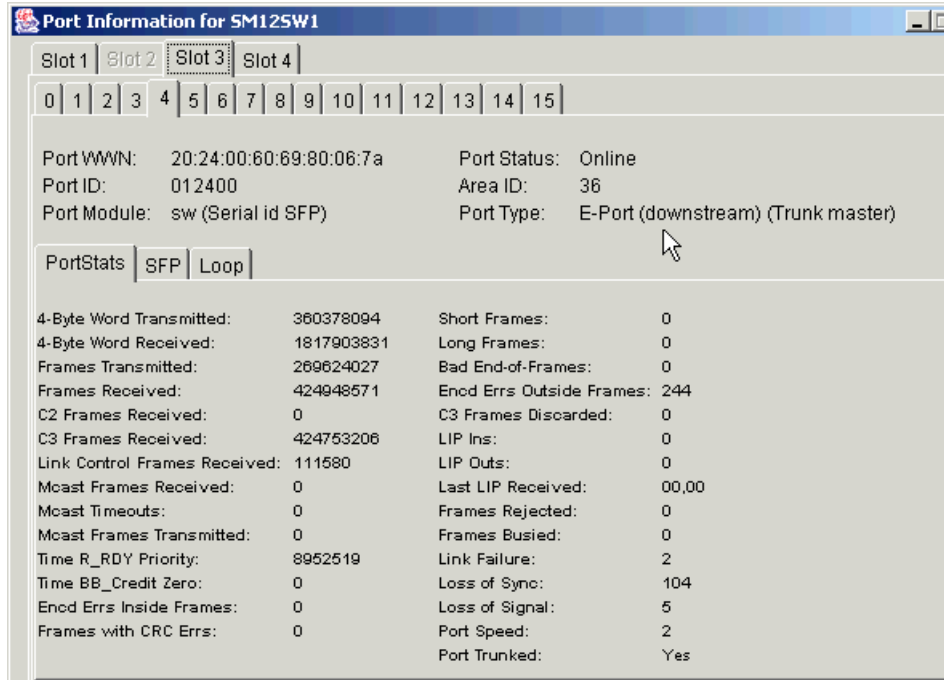 Port Information for SM12SW1
Slot 1 Slot 2 Slot 3 Slot 4
0 1 2 3 4 5 6 7 8 9 10 11 12 13 14 15
Port WWN: 20:24:00:60:69:80:06:7a Port Status: Online
Port ID: 012400 Area ID: 36
Port Module: sw (Serial id SFP) Port Type: E-Port (downstream) (Trunk master)
PortStats SFP Loop
4-Byte Word Transmitted: 360378094 Short Frames: 0
4-Byte Word Received: 1817903831 Long Frames: 0
Frames Transmitted: 269624027 Bad End-of-Frames: 0
Frames Received: 424948571 Encd Errs Outside Frames: 244
C2 Frames Received: 0 C3 Frames Discarded: 0
C3 Frames Received: 424753206 LIP Ins: 0
Link Control Frames Received: 111580 LIP Outs: 0
Mcast Frames Received: 0 Last LIP Received: 00,00
Mcast Timeouts: 0 Frames Rejected: 0
Mcast Frames Transmitted: 0 Frames Busied: 0
Time R_RDY Priority: 8952519 Link Failure: 2
Time BB_Credit Zero: 0 Loss of Sync: 104
Encd Errs Inside Frames: 0 Loss of Signal: 5
Frames with CRC Errs: 0 Port Speed: 2
Port Trunked: Yes